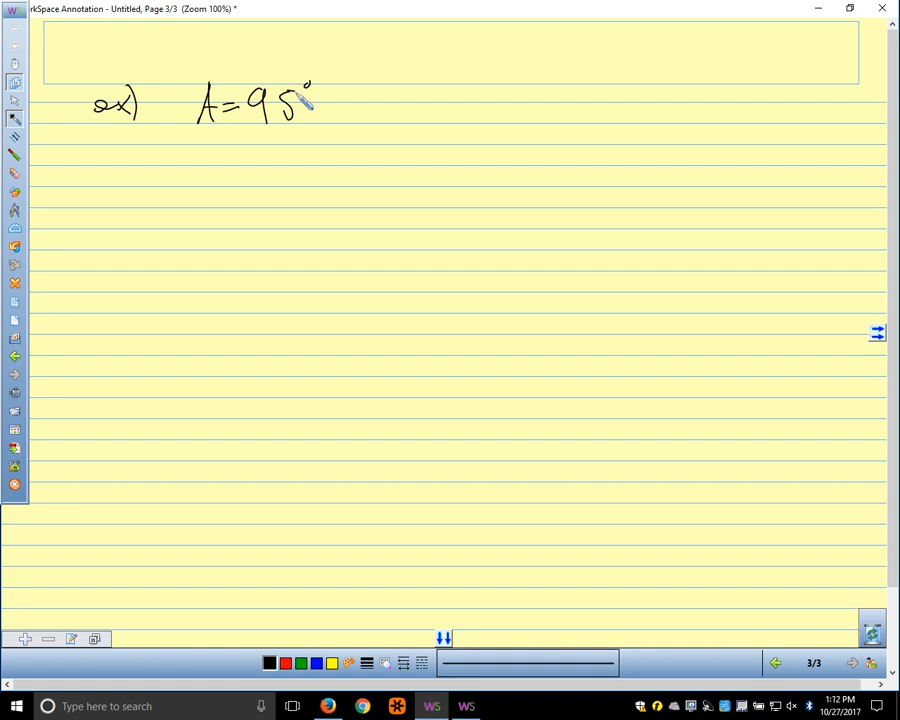 rkSpace Annotation - Untitled, Page 3/3 (Zoom 100%) *
ex) A = 95°
3/3
Type here to search
1:12 PM
10/27/2017